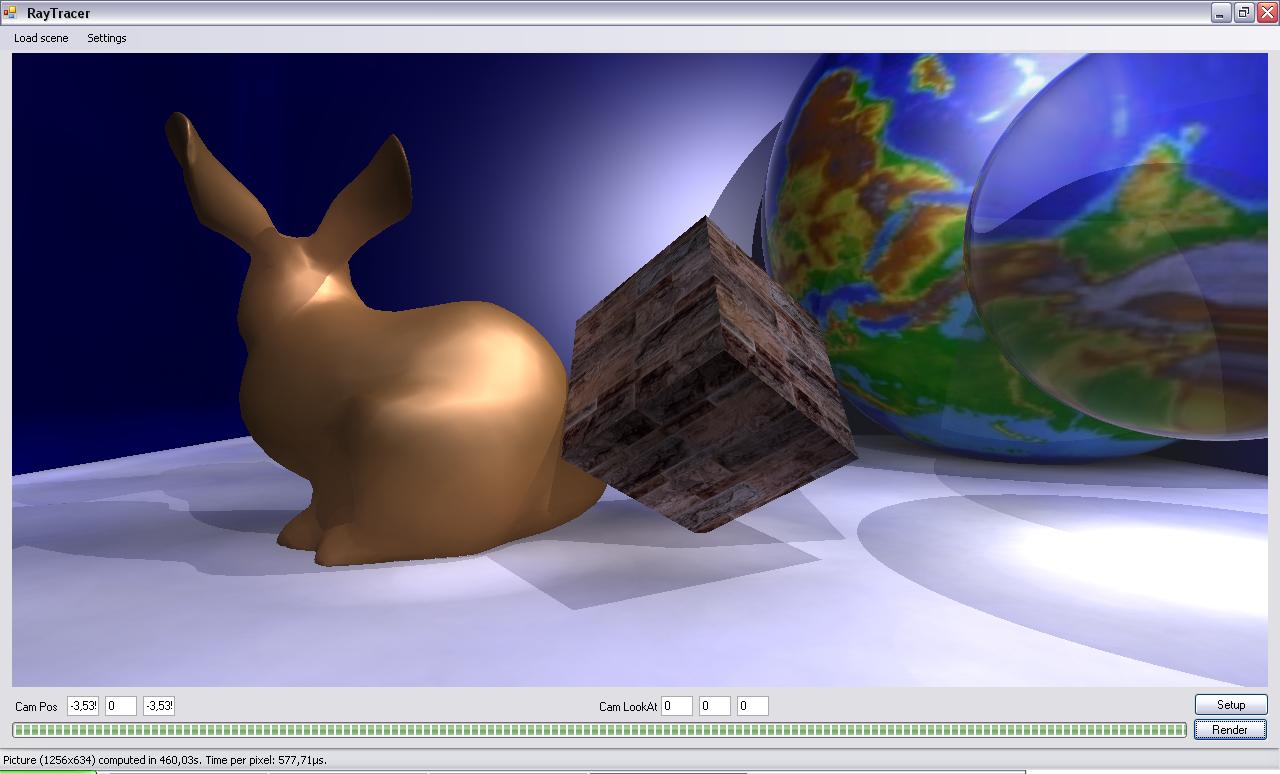 RayTracer
Load scene Settings
Cam Pos -3,53 0 -3,53 Cam LookAt 0 0 0 Setup
Render
Picture (1256x634) computed in 460,03s. Time per pixel: 577,71µs.